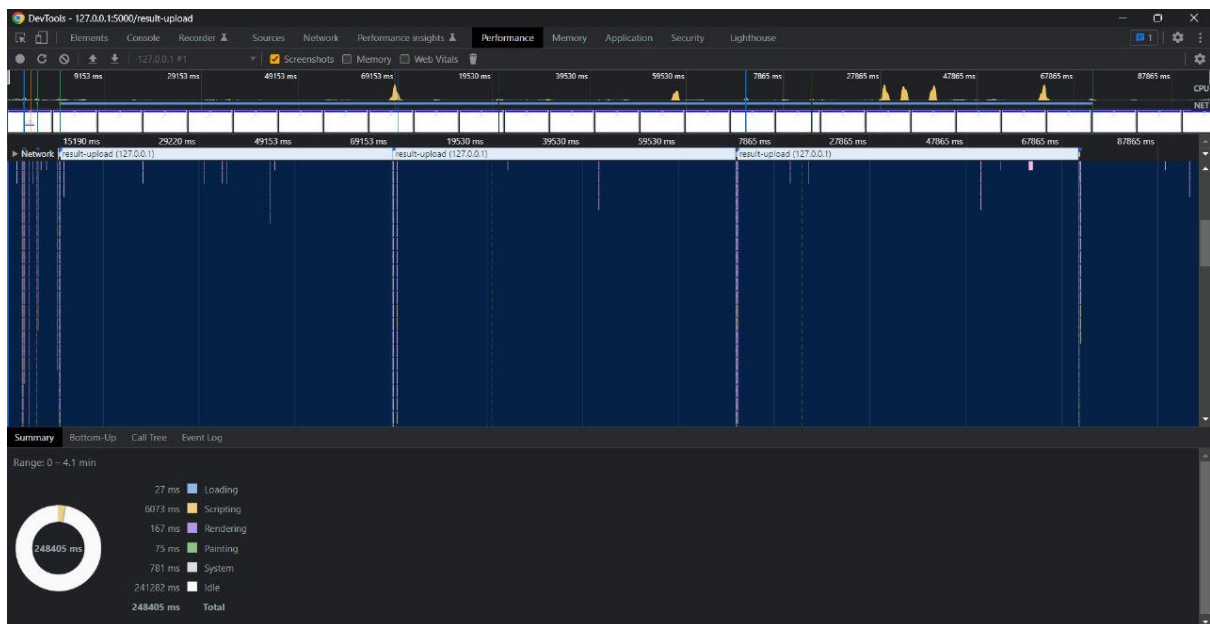 DevTools - 127.0.0.1:5000/result-upload
Elements Console Recorder Sources Network Performance insights Performance Memory Application Security Lighthouse 1
127.0.0.1 #1 Screenshots Memory Web Vitals
9153 ms 29153 ms 49153 ms 69153 ms 19530 ms 39530 ms 59530 ms 7865 ms 27865 ms 47865 ms 67865 ms 87865 ms
CPU
NET
15190 ms 29220 ms 49153 ms 69153 ms 19530 ms 39530 ms 59530 ms 7865 ms 27865 ms 47865 ms 67865 ms 87865 ms
Network result-upload (127.0.0.1) result-upload (127.0.0.1) result-upload (127.0.0.1)
Summary Bottom-Up Call Tree Event Log
Range: 0 – 4.1 min
27 ms Loading
6073 ms Scripting
167 ms Rendering
248405 ms 75 ms Painting
781 ms System
241282 ms Idle
248405 ms Total